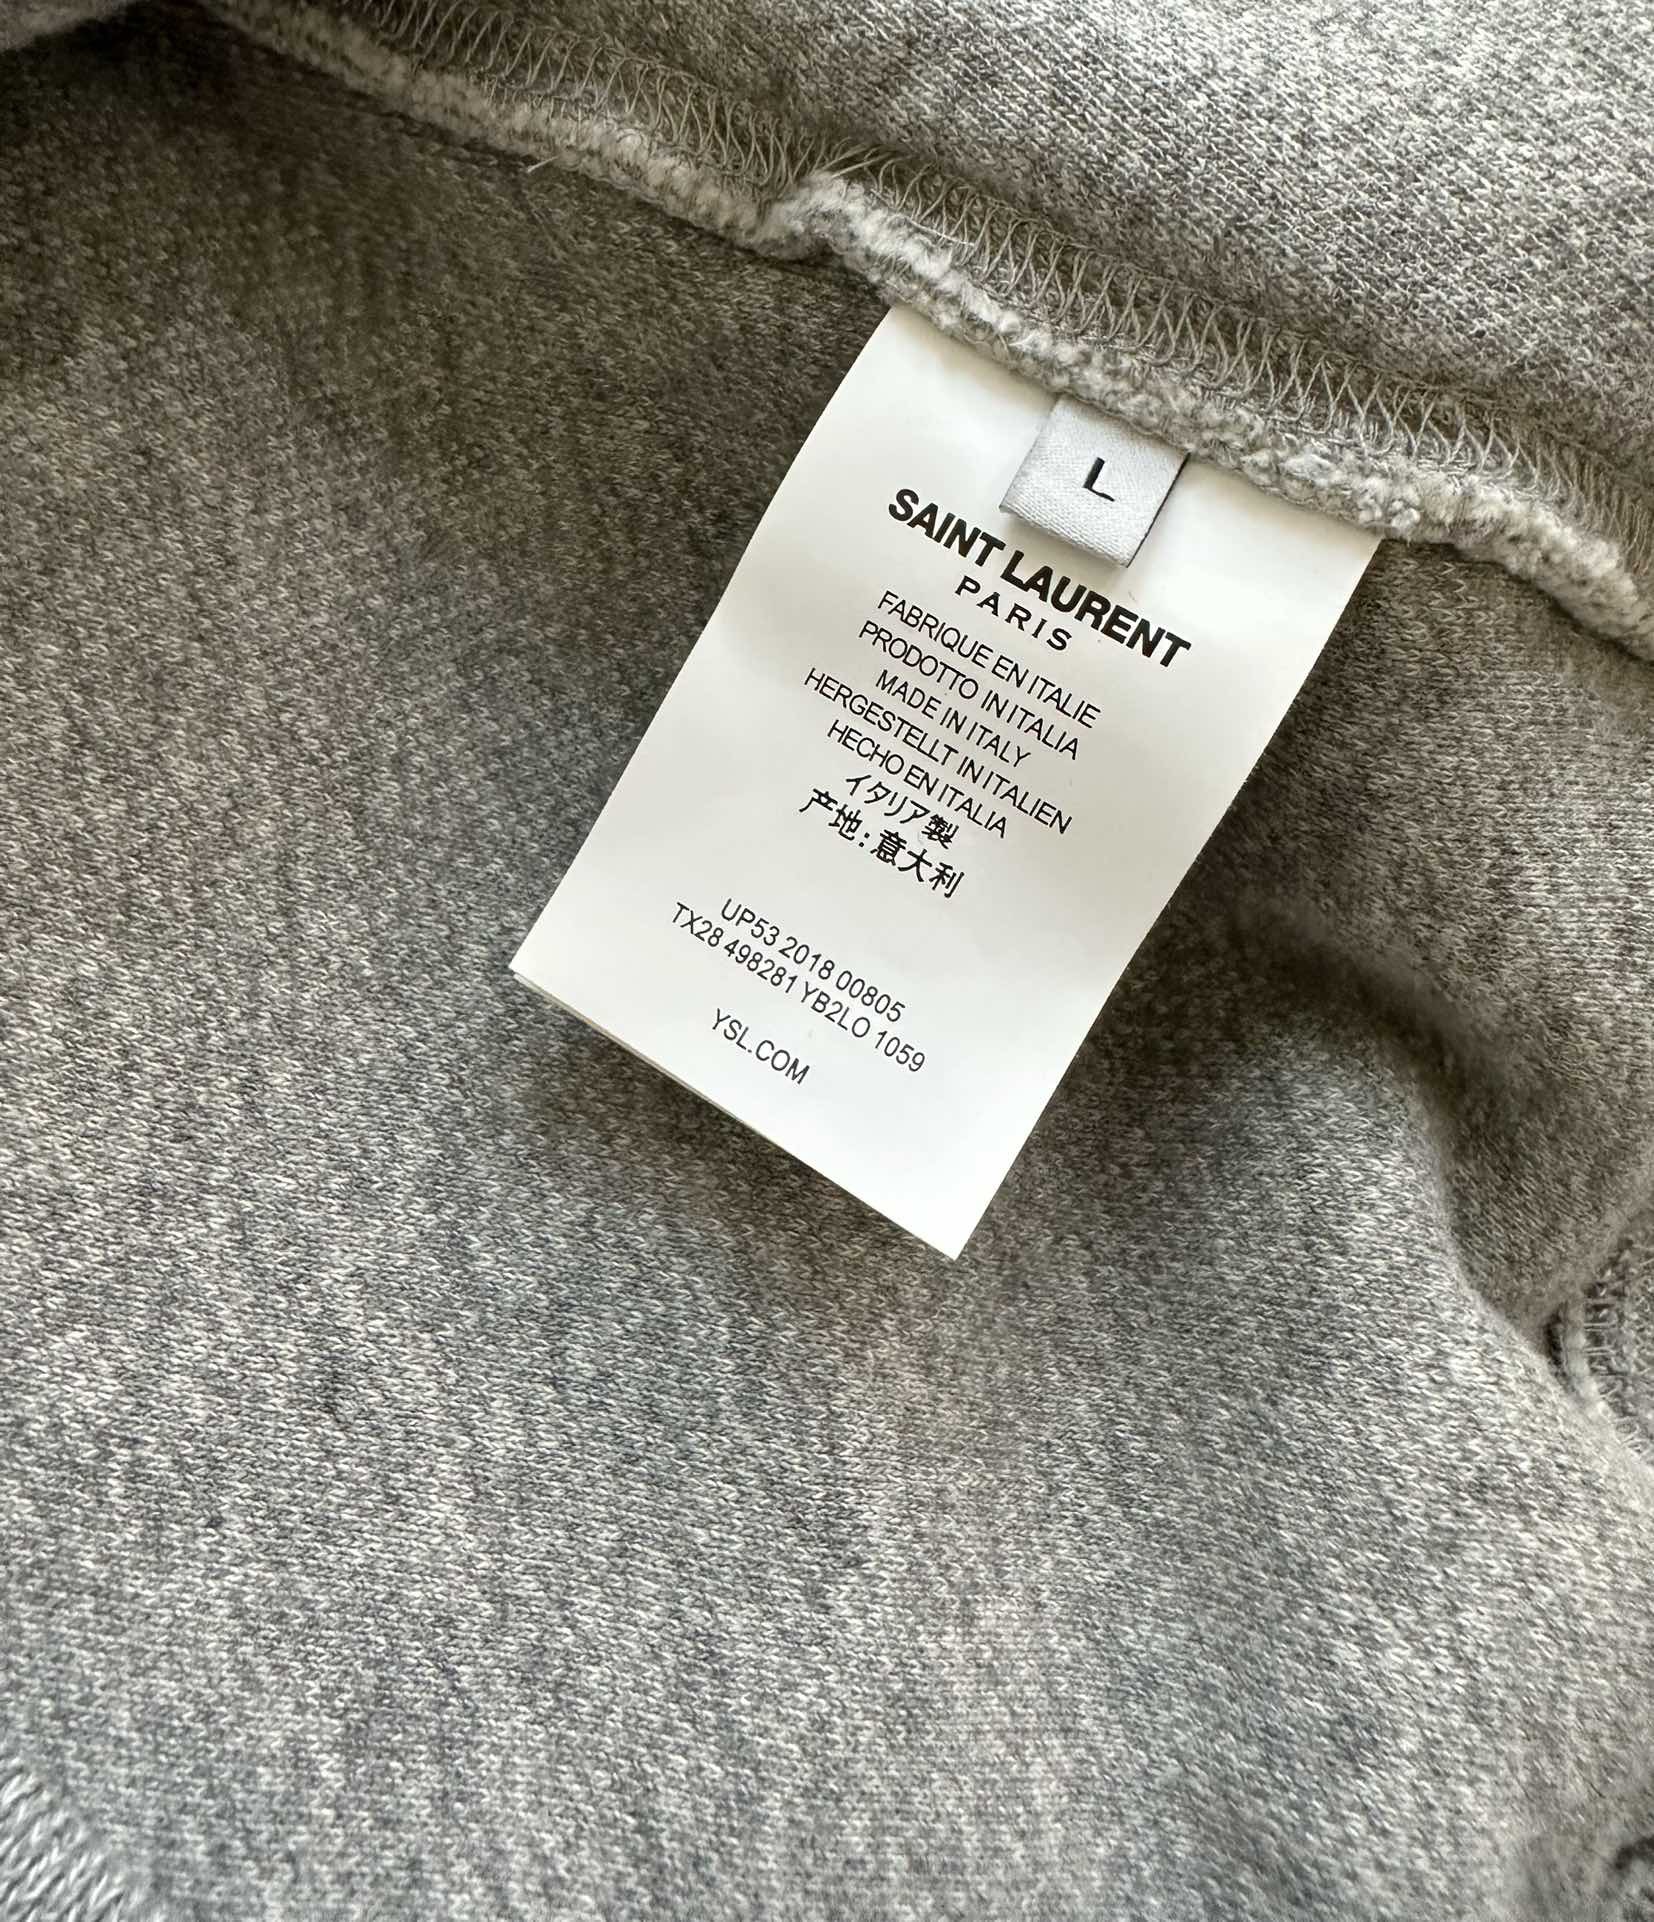 L
SAINT LAURENT
PARIS
FABRIQUE EN ITALIE
PRODOTTO IN ITALIA
MADE IN ITALY
HERGESTELLT IN ITALIEN
HECHO EN ITALIA
イタリア製
产地:意大利
UP53 2018 00805
TX28 498281 YB2LO 1059
YSL.COM